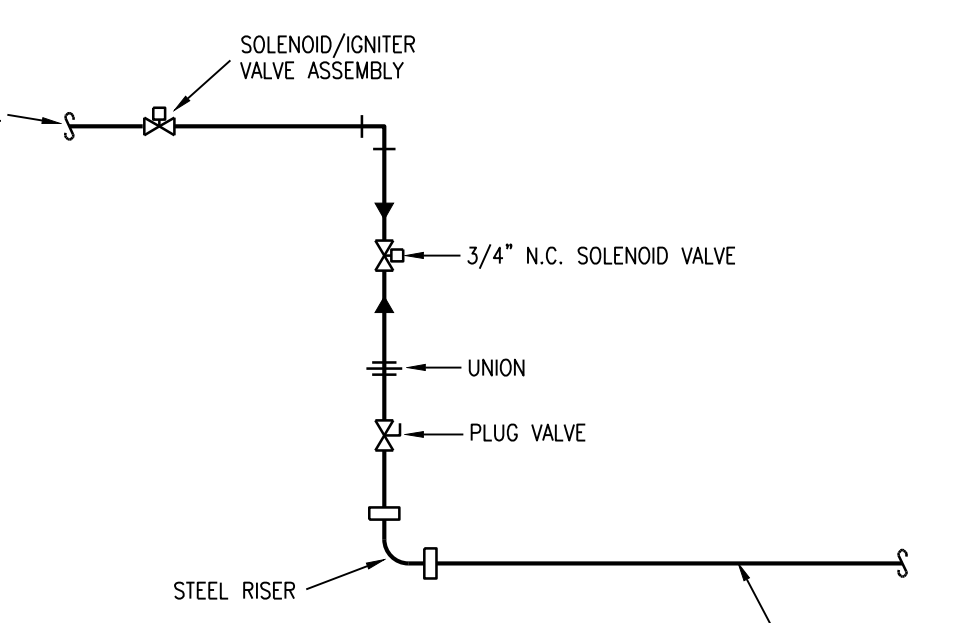 SOLENOID/IGNITER
VALVE ASSEMBLY
3/4" N.C. SOLENOID VALVE
UNION
PLUG VALVE
STEEL RISER